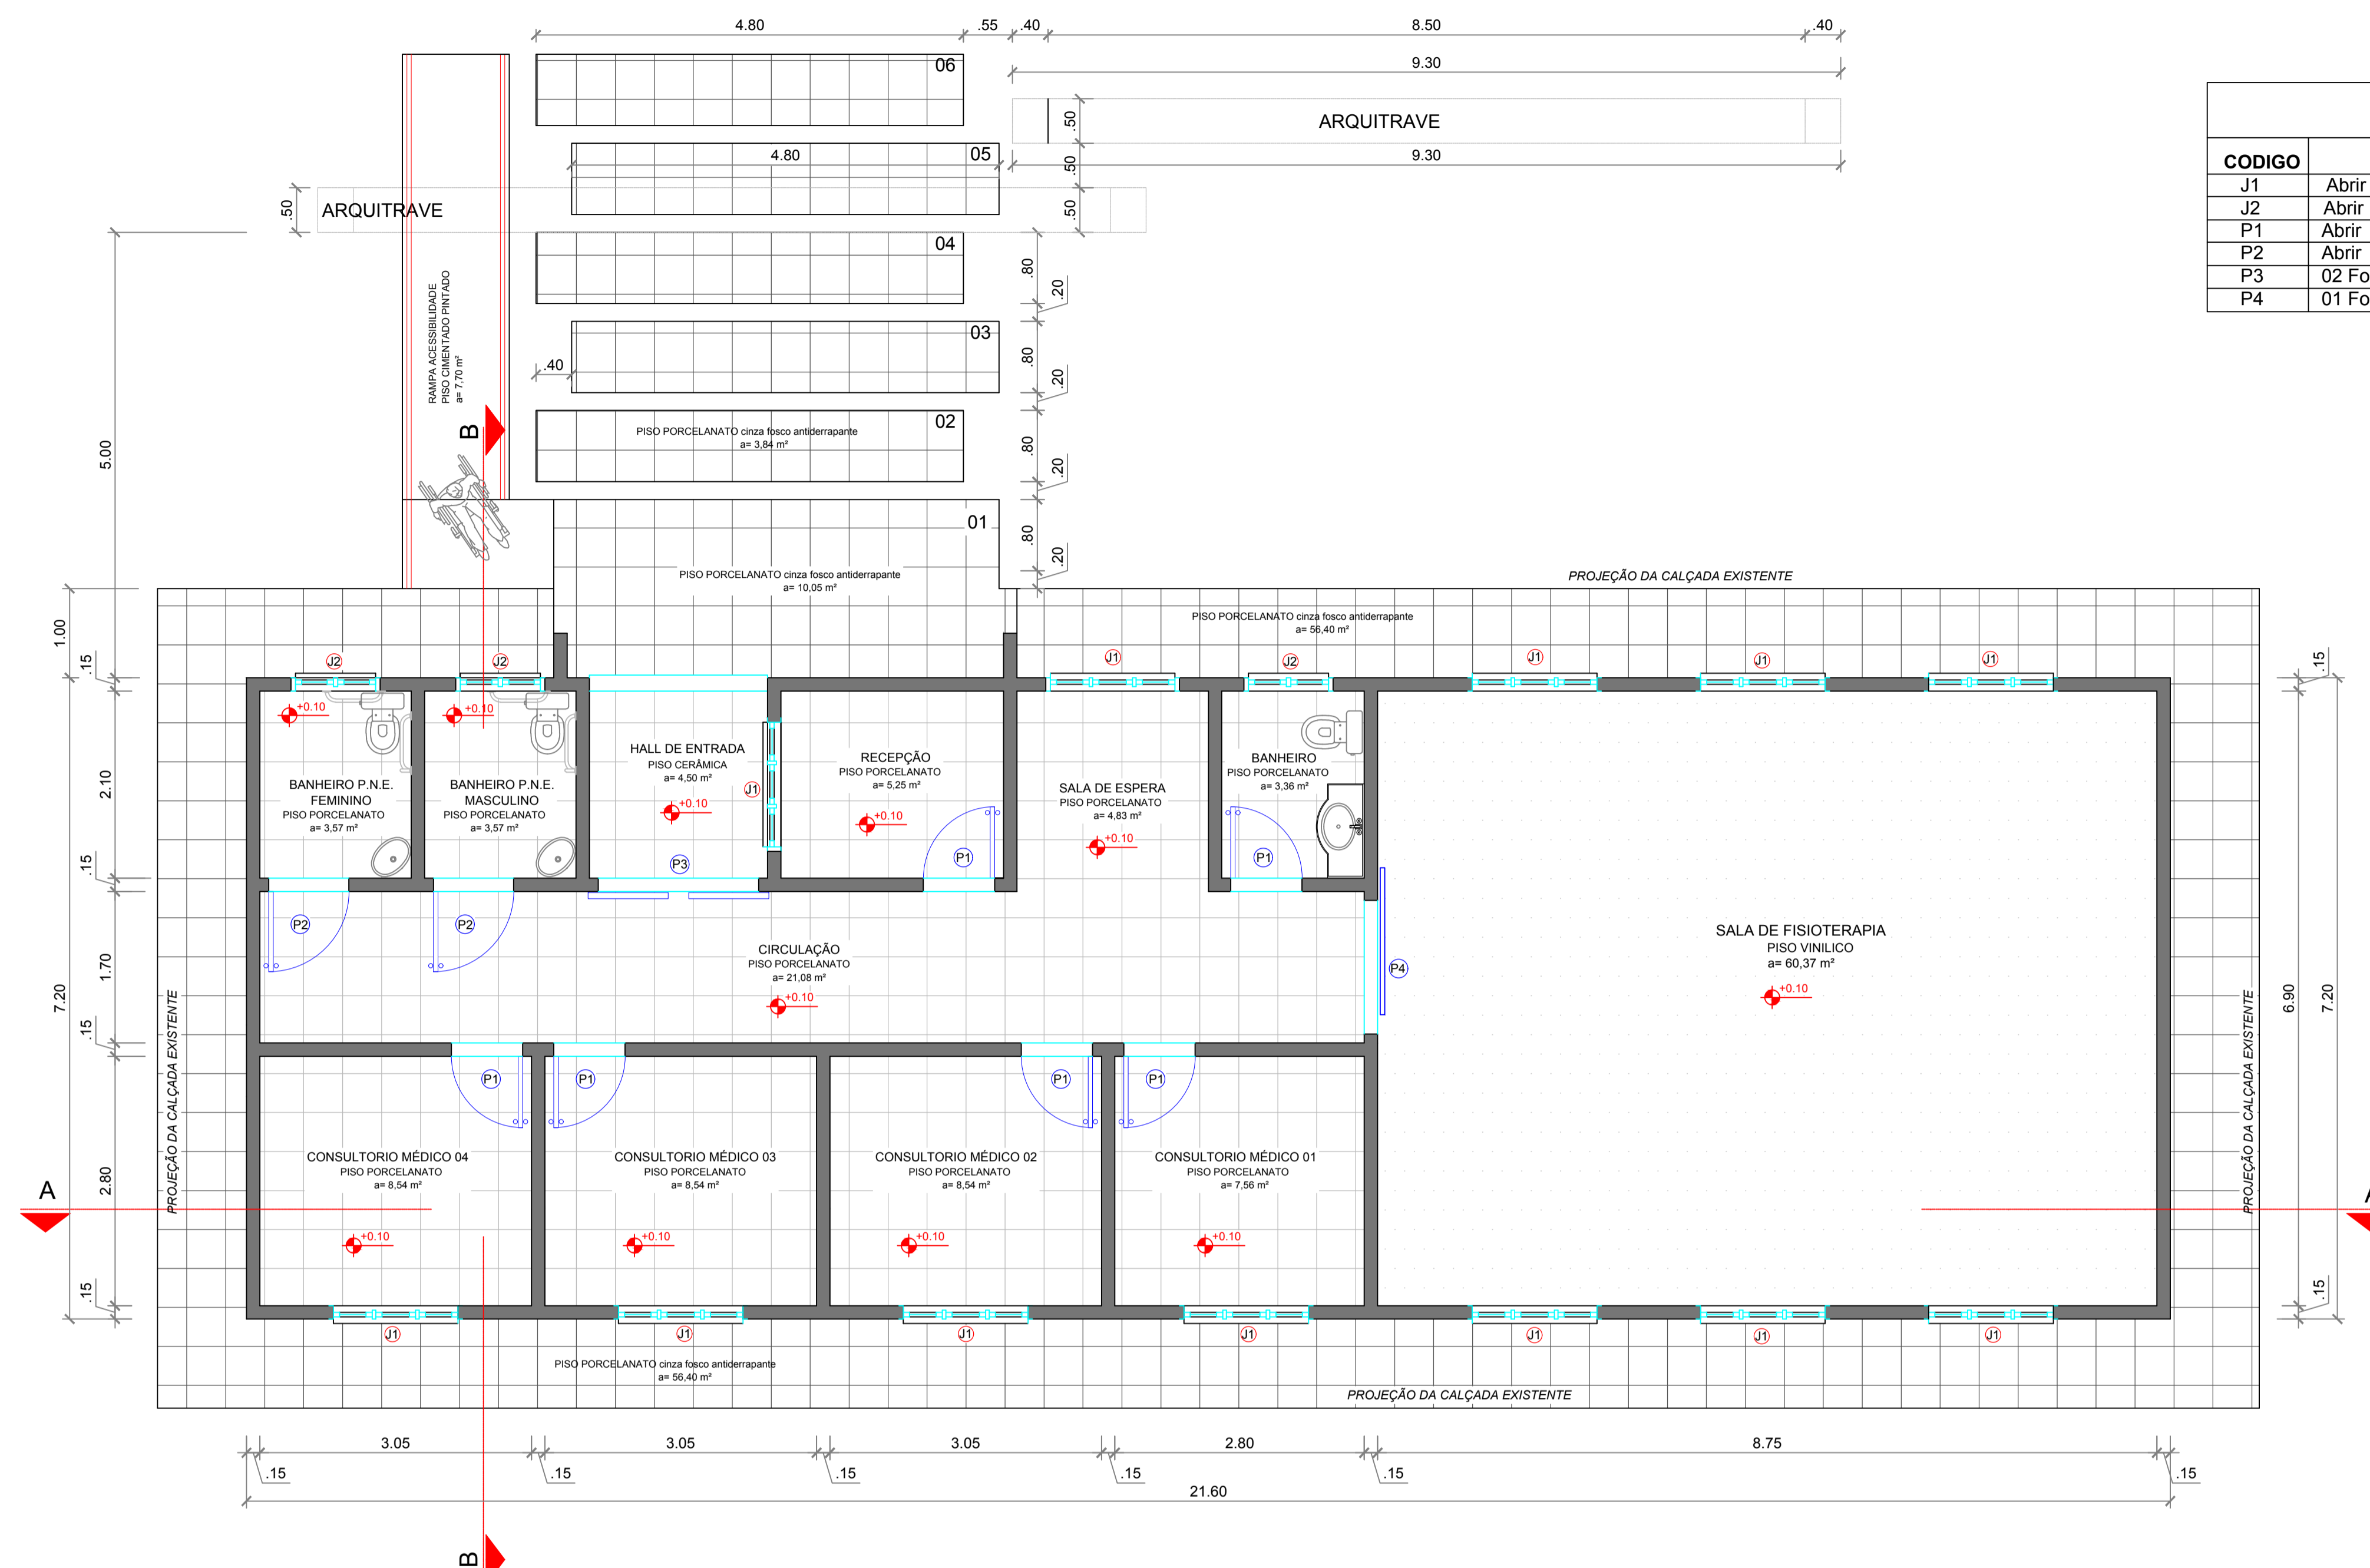 4.80
.55
.40
8.50
.40
9.30
06
ARQUITRAVE
.50
CODIGO
J1 Abrir
J2 Abrir
P1 Abrir
P2 Abrir
P3 02 Fo
P4 01 Fo
4.80
05
9.30
.50
ARQUITRAVE
.50
.50
04
.80
.20
RAMPA ACESSIBILIDADE
PISO CIMENTADO PINTADO
a= 7,70 m²
03
.40
.80
.20
B
02
PISO PORCELANATO cinza fosco antiderrapante
a= 3,84 m²
.80
.20
5.00
01
.80
.20
PISO PORCELANATO cinza fosco antiderrapante
a= 10,05 m²
PROJEÇÃO DA CALÇADA EXISTENTE
PISO PORCELANATO cinza fosco antiderrapante
a= 56,40 m²
1.00
.15
J2
J2
J1
J2
J1
J1
J1
.15
+0.10
+0.10
2.10
BANHEIRO P.N.E.
FEMININO
PISO PORCELANATO
a= 3,57 m²
BANHEIRO P.N.E.
MASCULINO
PISO PORCELANATO
a= 3,57 m²
HALL DE ENTRADA
PISO CERÂMICA
a= 4,50 m²
+0.10
J1
RECEPÇÃO
PISO PORCELANATO
a= 5,25 m²
+0.10
SALA DE ESPERA
PISO PORCELANATO
a= 4,83 m²
+0.10
BANHEIRO
PISO PORCELANATO
a= 3,36 m²
.15
P3
P1
P1
P2
P2
CIRCULAÇÃO
PISO PORCELANATO
a= 21,08 m²
+0.10
P4
SALA DE FISIOTERAPIA
PISO VINILICO
a= 60,37 m²
+0.10
1.70
7.20
.15
PROJEÇÃO DA CALÇADA EXISTENTE
PROJEÇÃO DA CALÇADA EXISTENTE
6.90
7.20
P1
P1
P1
P1
CONSULTORIO MÉDICO 04
PISO PORCELANATO
a= 8,54 m²
CONSULTORIO MÉDICO 03
PISO PORCELANATO
a= 8,54 m²
CONSULTORIO MÉDICO 02
PISO PORCELANATO
a= 8,54 m²
CONSULTORIO MÉDICO 01
PISO PORCELANATO
a= 7,56 m²
2.80
A
A
+0.10
+0.10
+0.10
+0.10
.15
.15
J1
J1
J1
J1
J1
J1
J1
PISO PORCELANATO cinza fosco antiderrapante
a= 56,40 m²
PROJEÇÃO DA CALÇADA EXISTENTE
3.05
3.05
3.05
2.80
8.75
.15
.15
.15
.15
.15
.15
21.60
B